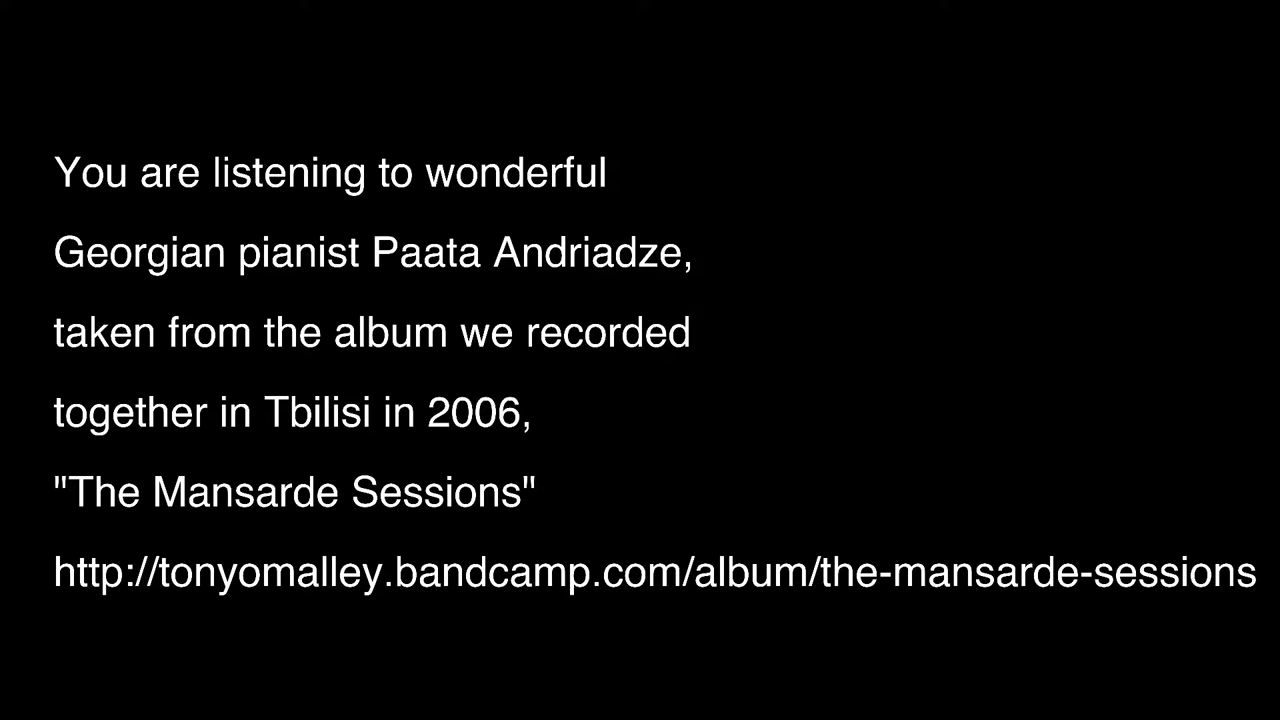 You are listening to wonderful
Georgian pianist Paata Andriadze,
taken from the album we recorded
together in Tbilisi in 2006,
"The Mansarde Sessions"
http://tonyomalley.bandcamp.com/album/the-mansarde-sessions